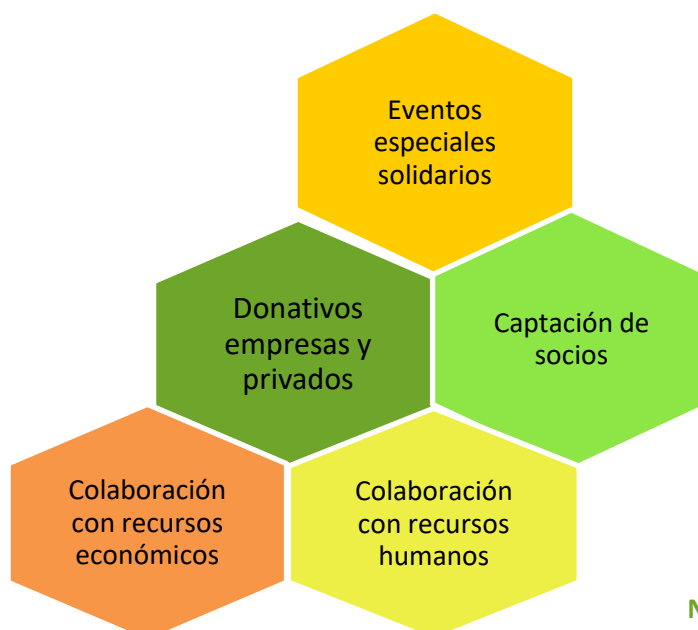 Eventos
especiales
solidarios
Donativos
empresas y
privados
Captación de
socios
Colaboración
con recursos
económicos
Colaboración
con recursos
humanos
N